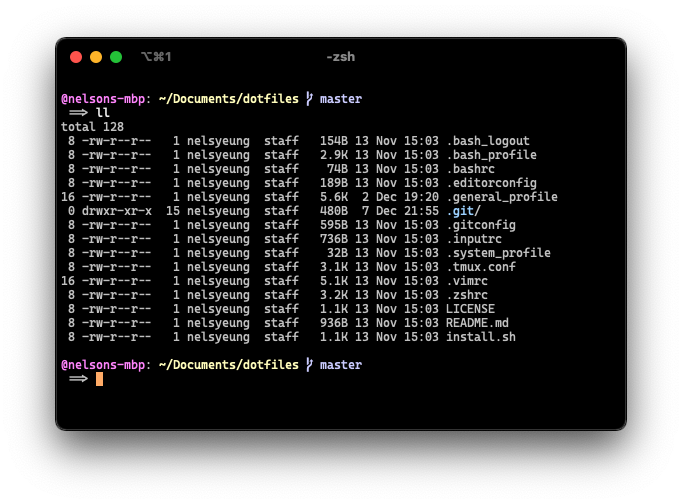 ⌥⌘1 -zsh
@nelsons-mbp: ~/Documents/dotfiles master
⇒ ll
total 128
8 -rw-r--r-- 1 nelsyeung staff 154B 13 Nov 15:03 .bash_logout
8 -rw-r--r-- 1 nelsyeung staff 2.9K 13 Nov 15:03 .bash_profile
8 -rw-r--r-- 1 nelsyeung staff 74B 13 Nov 15:03 .bashrc
8 -rw-r--r-- 1 nelsyeung staff 189B 13 Nov 15:03 .editorconfig
16 -rw-r--r-- 1 nelsyeung staff 5.6K 2 Dec 19:20 .general_profile
0 drwxr-xr-x 15 nelsyeung staff 480B 7 Dec 21:55 .git/
8 -rw-r--r-- 1 nelsyeung staff 595B 13 Nov 15:03 .gitconfig
8 -rw-r--r-- 1 nelsyeung staff 736B 13 Nov 15:03 .inputrc
8 -rw-r--r-- 1 nelsyeung staff 32B 13 Nov 15:03 .system_profile
8 -rw-r--r-- 1 nelsyeung staff 3.1K 13 Nov 15:03 .tmux.conf
16 -rw-r--r-- 1 nelsyeung staff 5.1K 13 Nov 15:03 .vimrc
8 -rw-r--r-- 1 nelsyeung staff 3.2K 13 Nov 15:03 .zshrc
8 -rw-r--r-- 1 nelsyeung staff 1.1K 13 Nov 15:03 LICENSE
8 -rw-r--r-- 1 nelsyeung staff 936B 13 Nov 15:03 README.md
8 -rw-r--r-- 1 nelsyeung staff 1.1K 13 Nov 15:03 install.sh
@nelsons-mbp: ~/Documents/dotfiles master
⇒